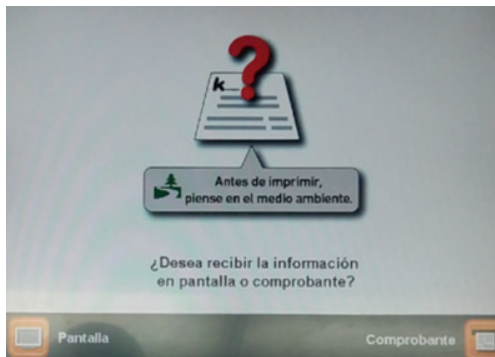 k
?
Antes de imprimir,
piense en el medio ambiente.
¿Desea recibir la información
en pantalla o comprobante?
Pantalla
Comprobante